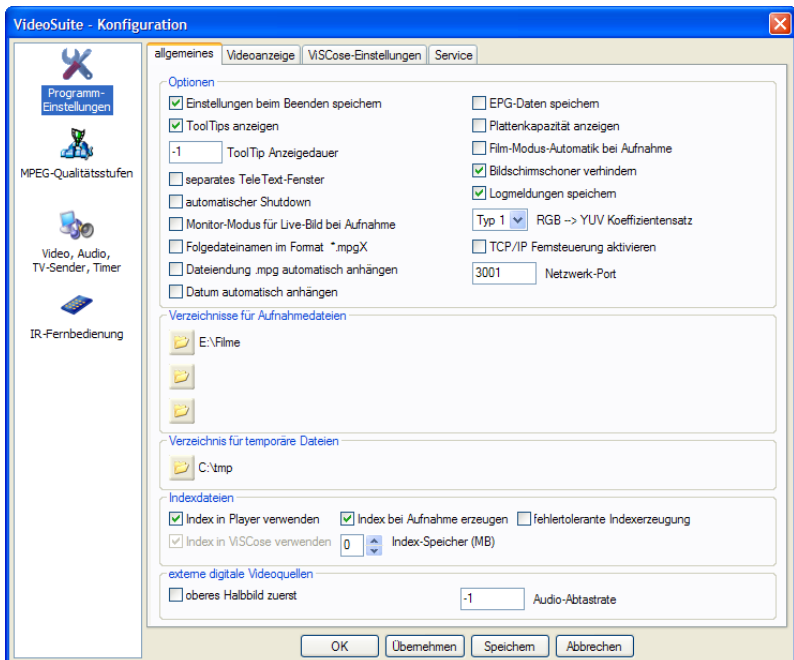 VideoSuite - Konfiguration
Programm-
Einstellungen
MPEG-Qualitätsstufen
Video, Audio,
TV-Sender, Timer
IR-Fernbedienung
allgemeines
Videoanzeige
ViSCose-Einstellungen
Service
Optionen
Einstellungen beim Beenden speichern
ToolTips anzeigen
-1 ToolTip Anzeigedauer
separates TeleText-Fenster
automatischer Shutdown
Monitor-Modus für Live-Bild bei Aufnahme
Folgedateinamen im Format *.mpgX
Dateiendung .mpg automatisch anhängen
Datum automatisch anhängen
EPG-Daten speichern
Plattenkapazität anzeigen
Film-Modus-Automatik bei Aufnahme
Bildschirmschoner verhindern
Logmeldungen speichern
Typ 1 RGB --> YUV Koeffizientensatz
TCP/IP Fernsteuerung aktivieren
3001 Netzwerk-Port
Verzeichnisse für Aufnahmedateien
E:\Filme
Verzeichnis für temporäre Dateien
C:\tmp
Indexdateien
Index in Player verwenden
Index bei Aufnahme erzeugen
fehlertolerante Indexerzeugung
Index in ViSCose verwenden
0 Index-Speicher (MB)
externe digitale Videoquellen
oberes Halbbild zuerst
-1 Audio-Abtastrate
OK
Übernehmen
Speichern
Abbrechen